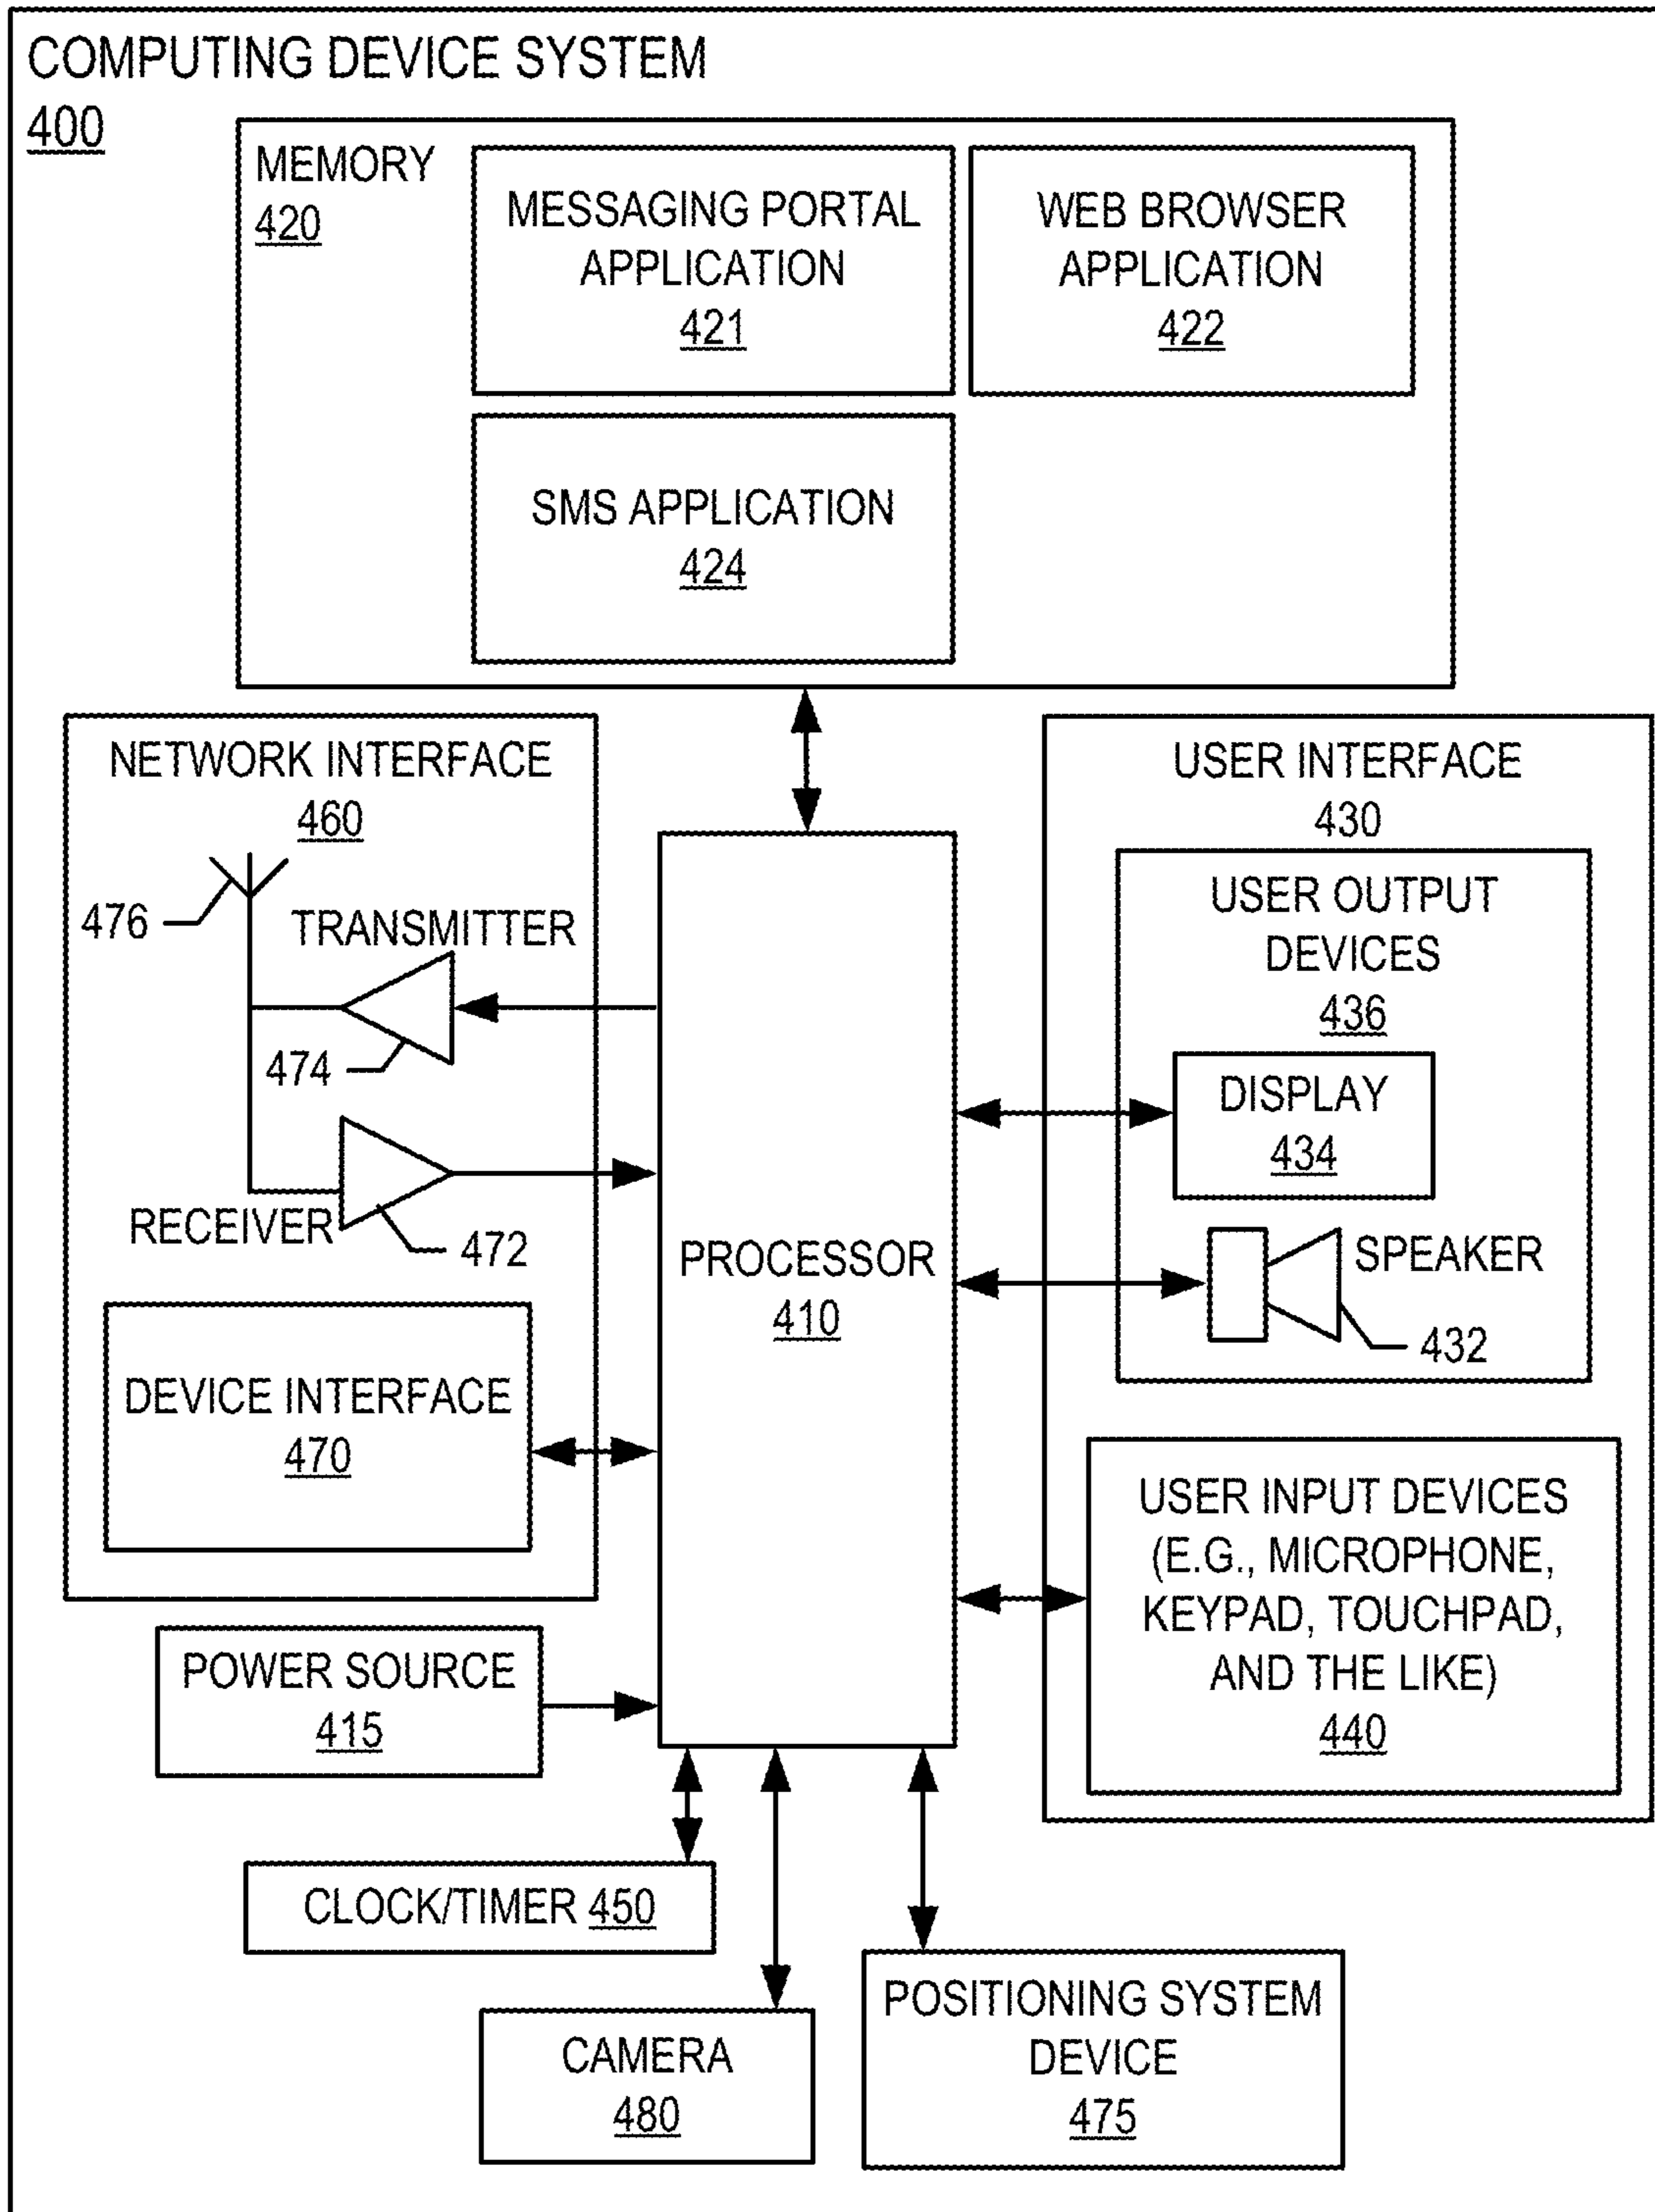 COMPUTING DEVICE SYSTEM
400
MEMORY
420
MESSAGING PORTAL
APPLICATION
421
WEB BROWSER
APPLICATION
422
SMS APPLICATION
424
NETWORK INTERFACE
460
476
TRANSMITTER
474
RECEIVER
472
DEVICE INTERFACE
470
PROCESSOR
410
USER INTERFACE
430
USER OUTPUT
DEVICES
436
DISPLAY
434
SPEAKER
432
USER INPUT DEVICES
(E.G., MICROPHONE,
KEYPAD, TOUCHPAD,
AND THE LIKE)
440
POWER SOURCE
415
CLOCK/TIMER 450
CAMERA
480
POSITIONING SYSTEM
DEVICE
475